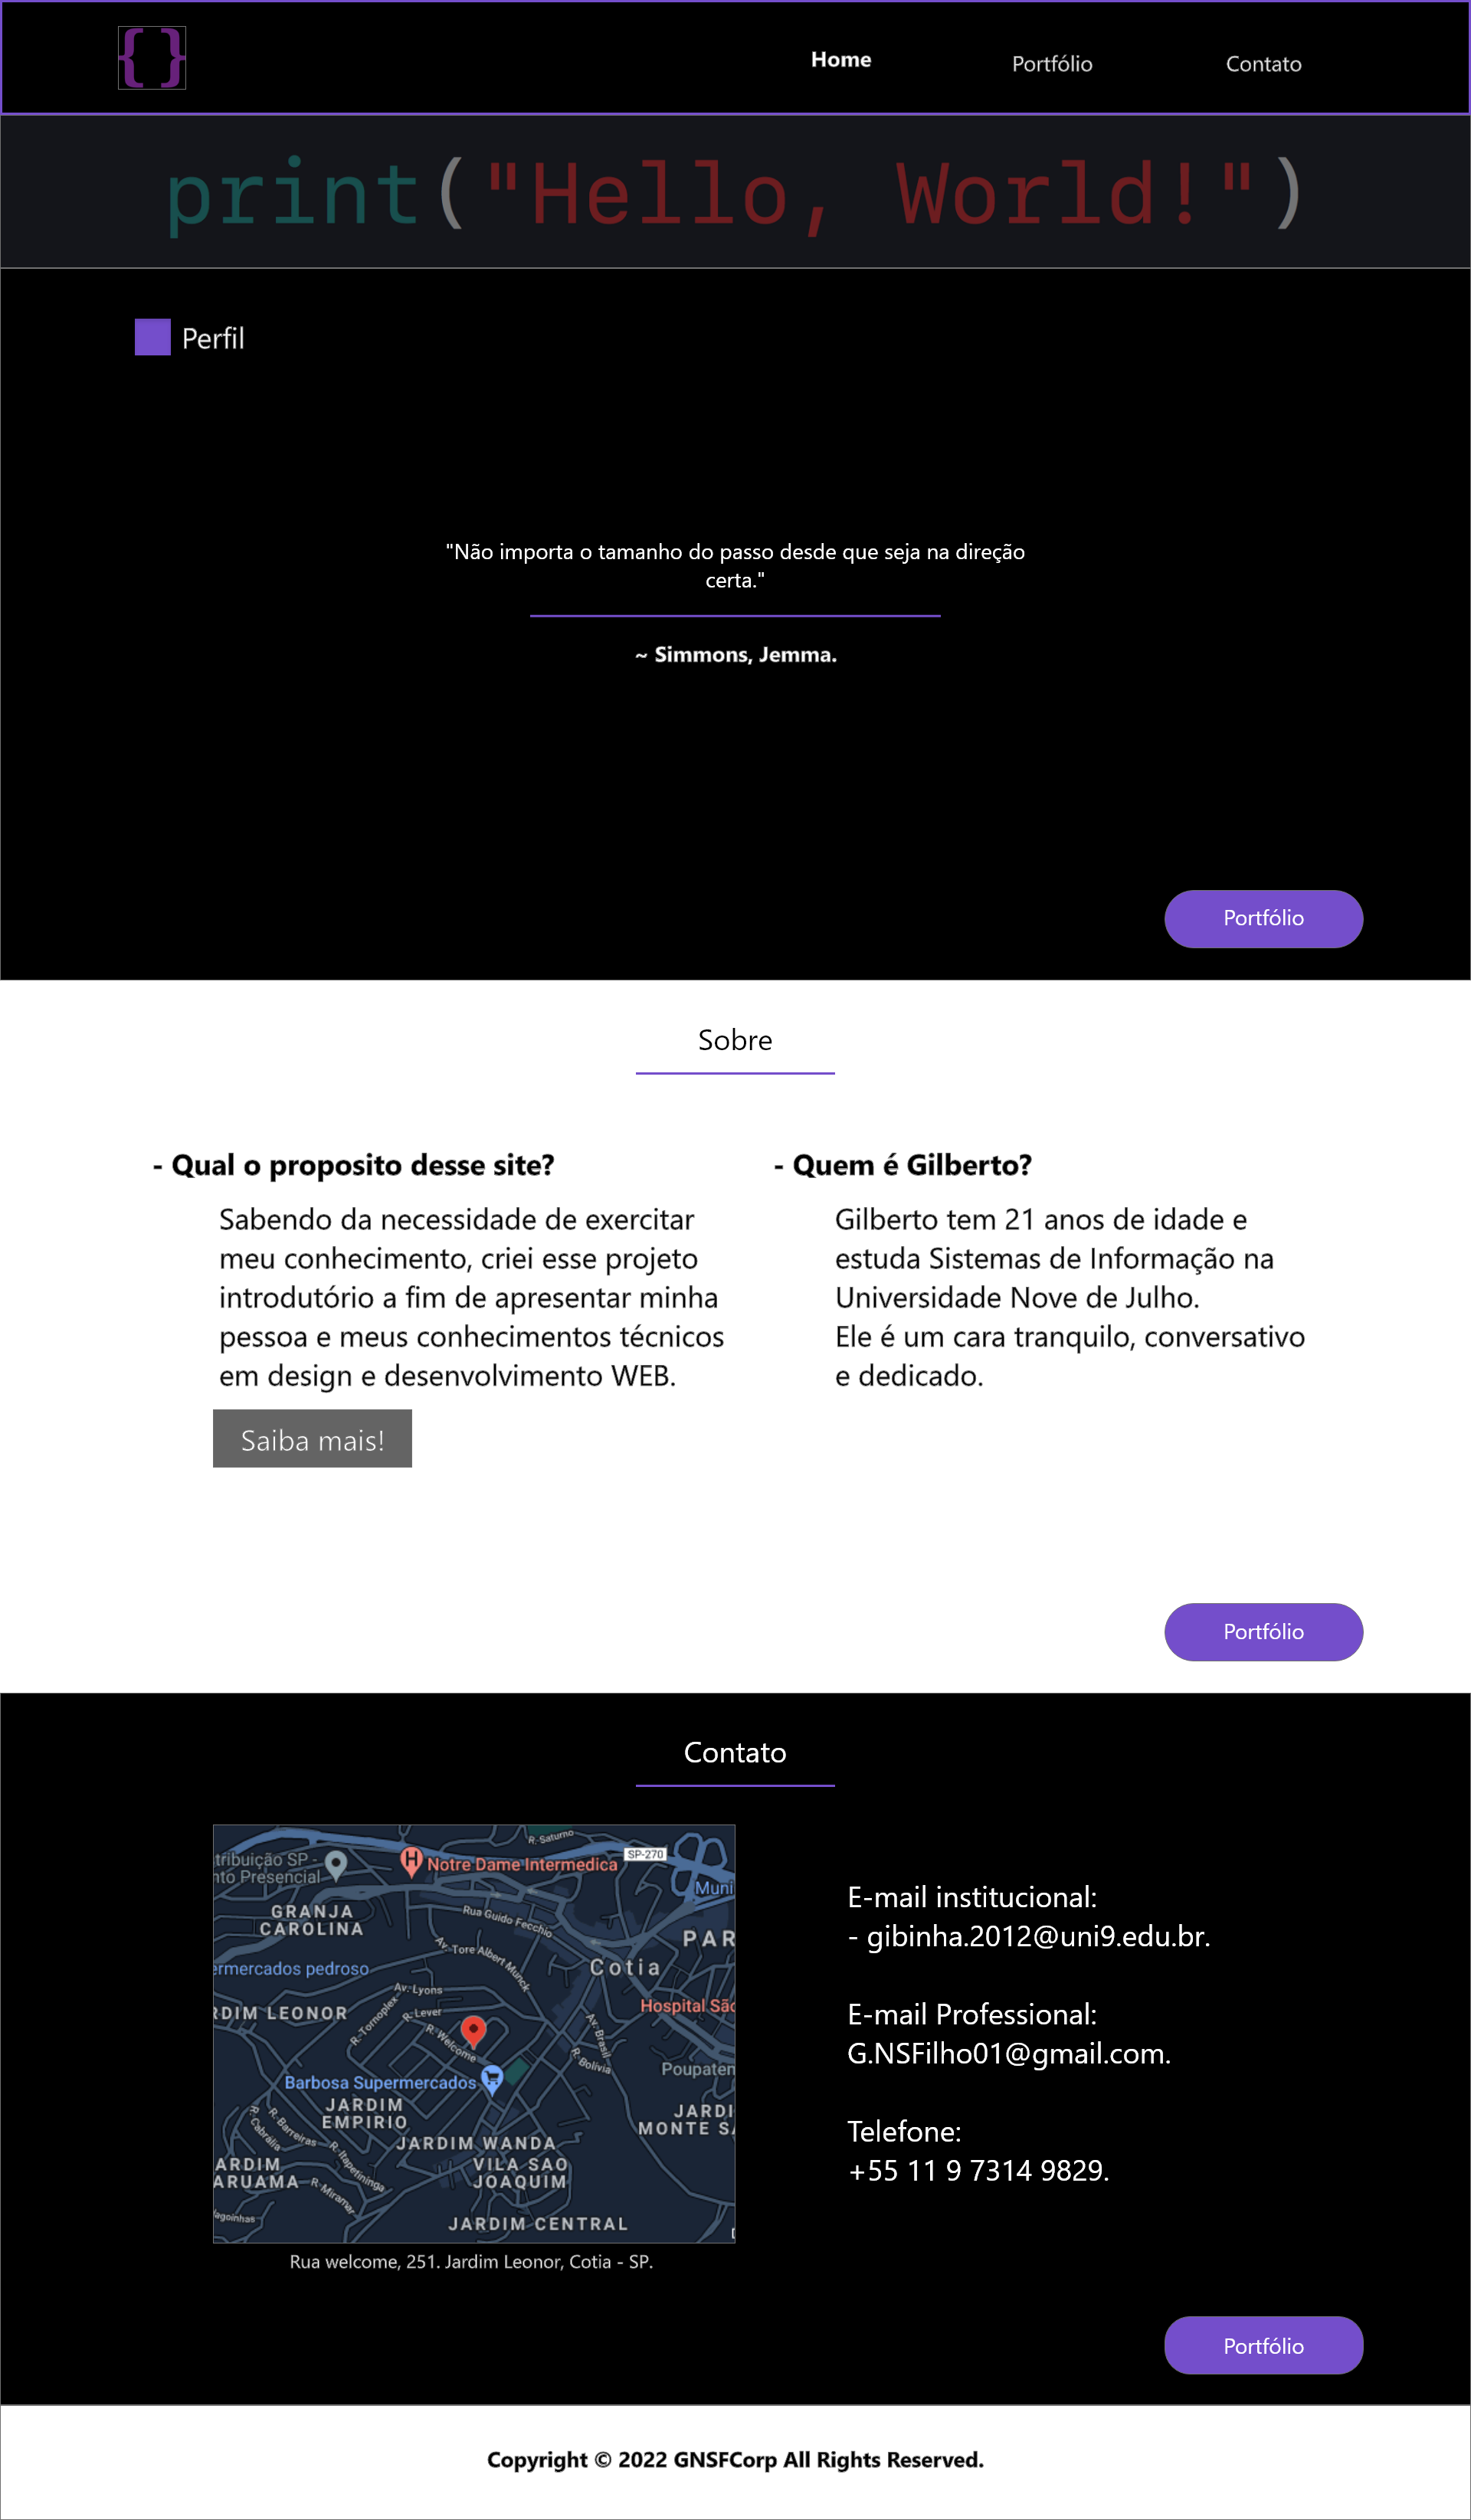 { }
Home
Portfólio
Contato
print("Hello, World!")
Perfil
"Não importa o tamanho do passo desde que seja na direção
certa."
~ Simmons, Jemma.
Portfólio
Sobre
- Qual o proposito desse site?
Sabendo da necessidade de exercitar
meu conhecimento, criei esse projeto
introdutório a fim de apresentar minha
pessoa e meus conhecimentos técnicos
em design e desenvolvimento WEB.
Saiba mais!
- Quem é Gilberto?
Gilberto tem 21 anos de idade e
estuda Sistemas de Informação na
Universidade Nove de Julho.
Ele é um cara tranquilo, conversativo
e dedicado.
Portfólio
Contato
R. Saturno
SP-270
tribuição SP -
nto Presencial
H
Notre Dame Intermedica
Muni
GRANJA
CAROLINA
Rua Guido Fecchio
PAR
Av. Tore Albert Munck
Cotia
ermercados pedroso
Av. Lyons
RDIM LEONOR
R. Tornoplex
R. Lever
Hospital São
R. Welcome
Av. Brasil
R. Bolívia
Poupaten
Barbosa Supermercados
JARDIM
EMPIRIO
JARDI
MONTE SA
R. Cabrália
R. Barreiras
R. Itapetininga
JARDIM WANDA
ARDIM
ARUAMA
VILA SAO
JOAQUIM
R. Miramar
lagoinhas
JARDIM CENTRAL
Rua welcome, 251. Jardim Leonor, Cotia - SP.
E-mail institucional:
- gibinha.2012@uni9.edu.br.
E-mail Professional:
G.NSFilho01@gmail.com.
Telefone:
+55 11 9 7314 9829.
Portfólio
Copyright © 2022 GNSFCorp All Rights Reserved.